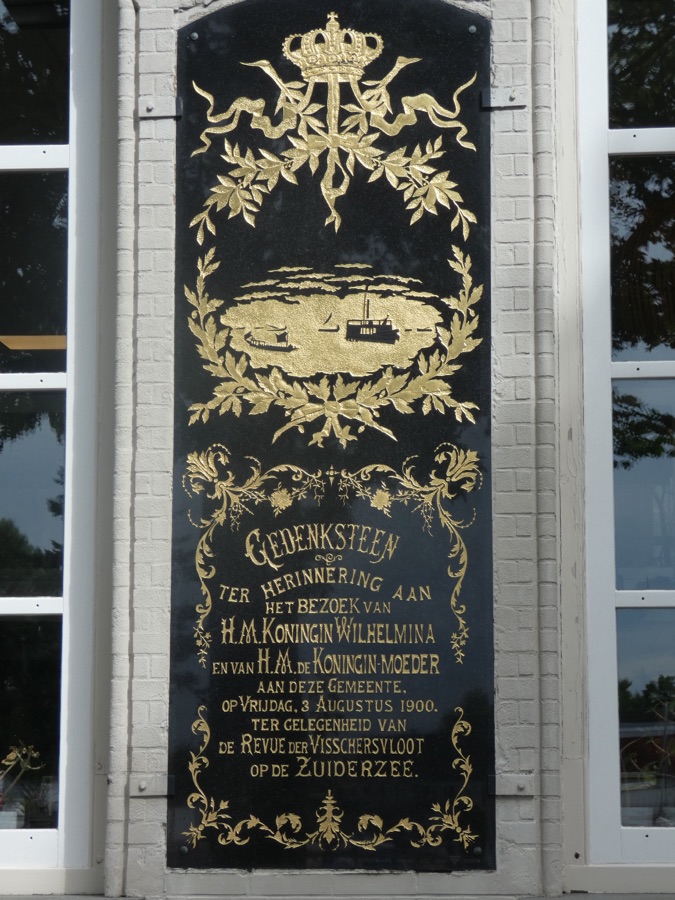 GEDENKSTEEN
TER HERINNERING AAN
HET BEZOEK VAN
H.M. KONINGIN WILHELMINA
EN VAN H.M. DE KONINGIN-MOEDER
AAN DEZE GEMEENTE.
OP VRIJDAG, 3 AUGUSTUS 1900.
TER GELEGENHEID VAN
DE REVUE DER VISSCHERSVLOOT
OP DE ZUIDERZEE.